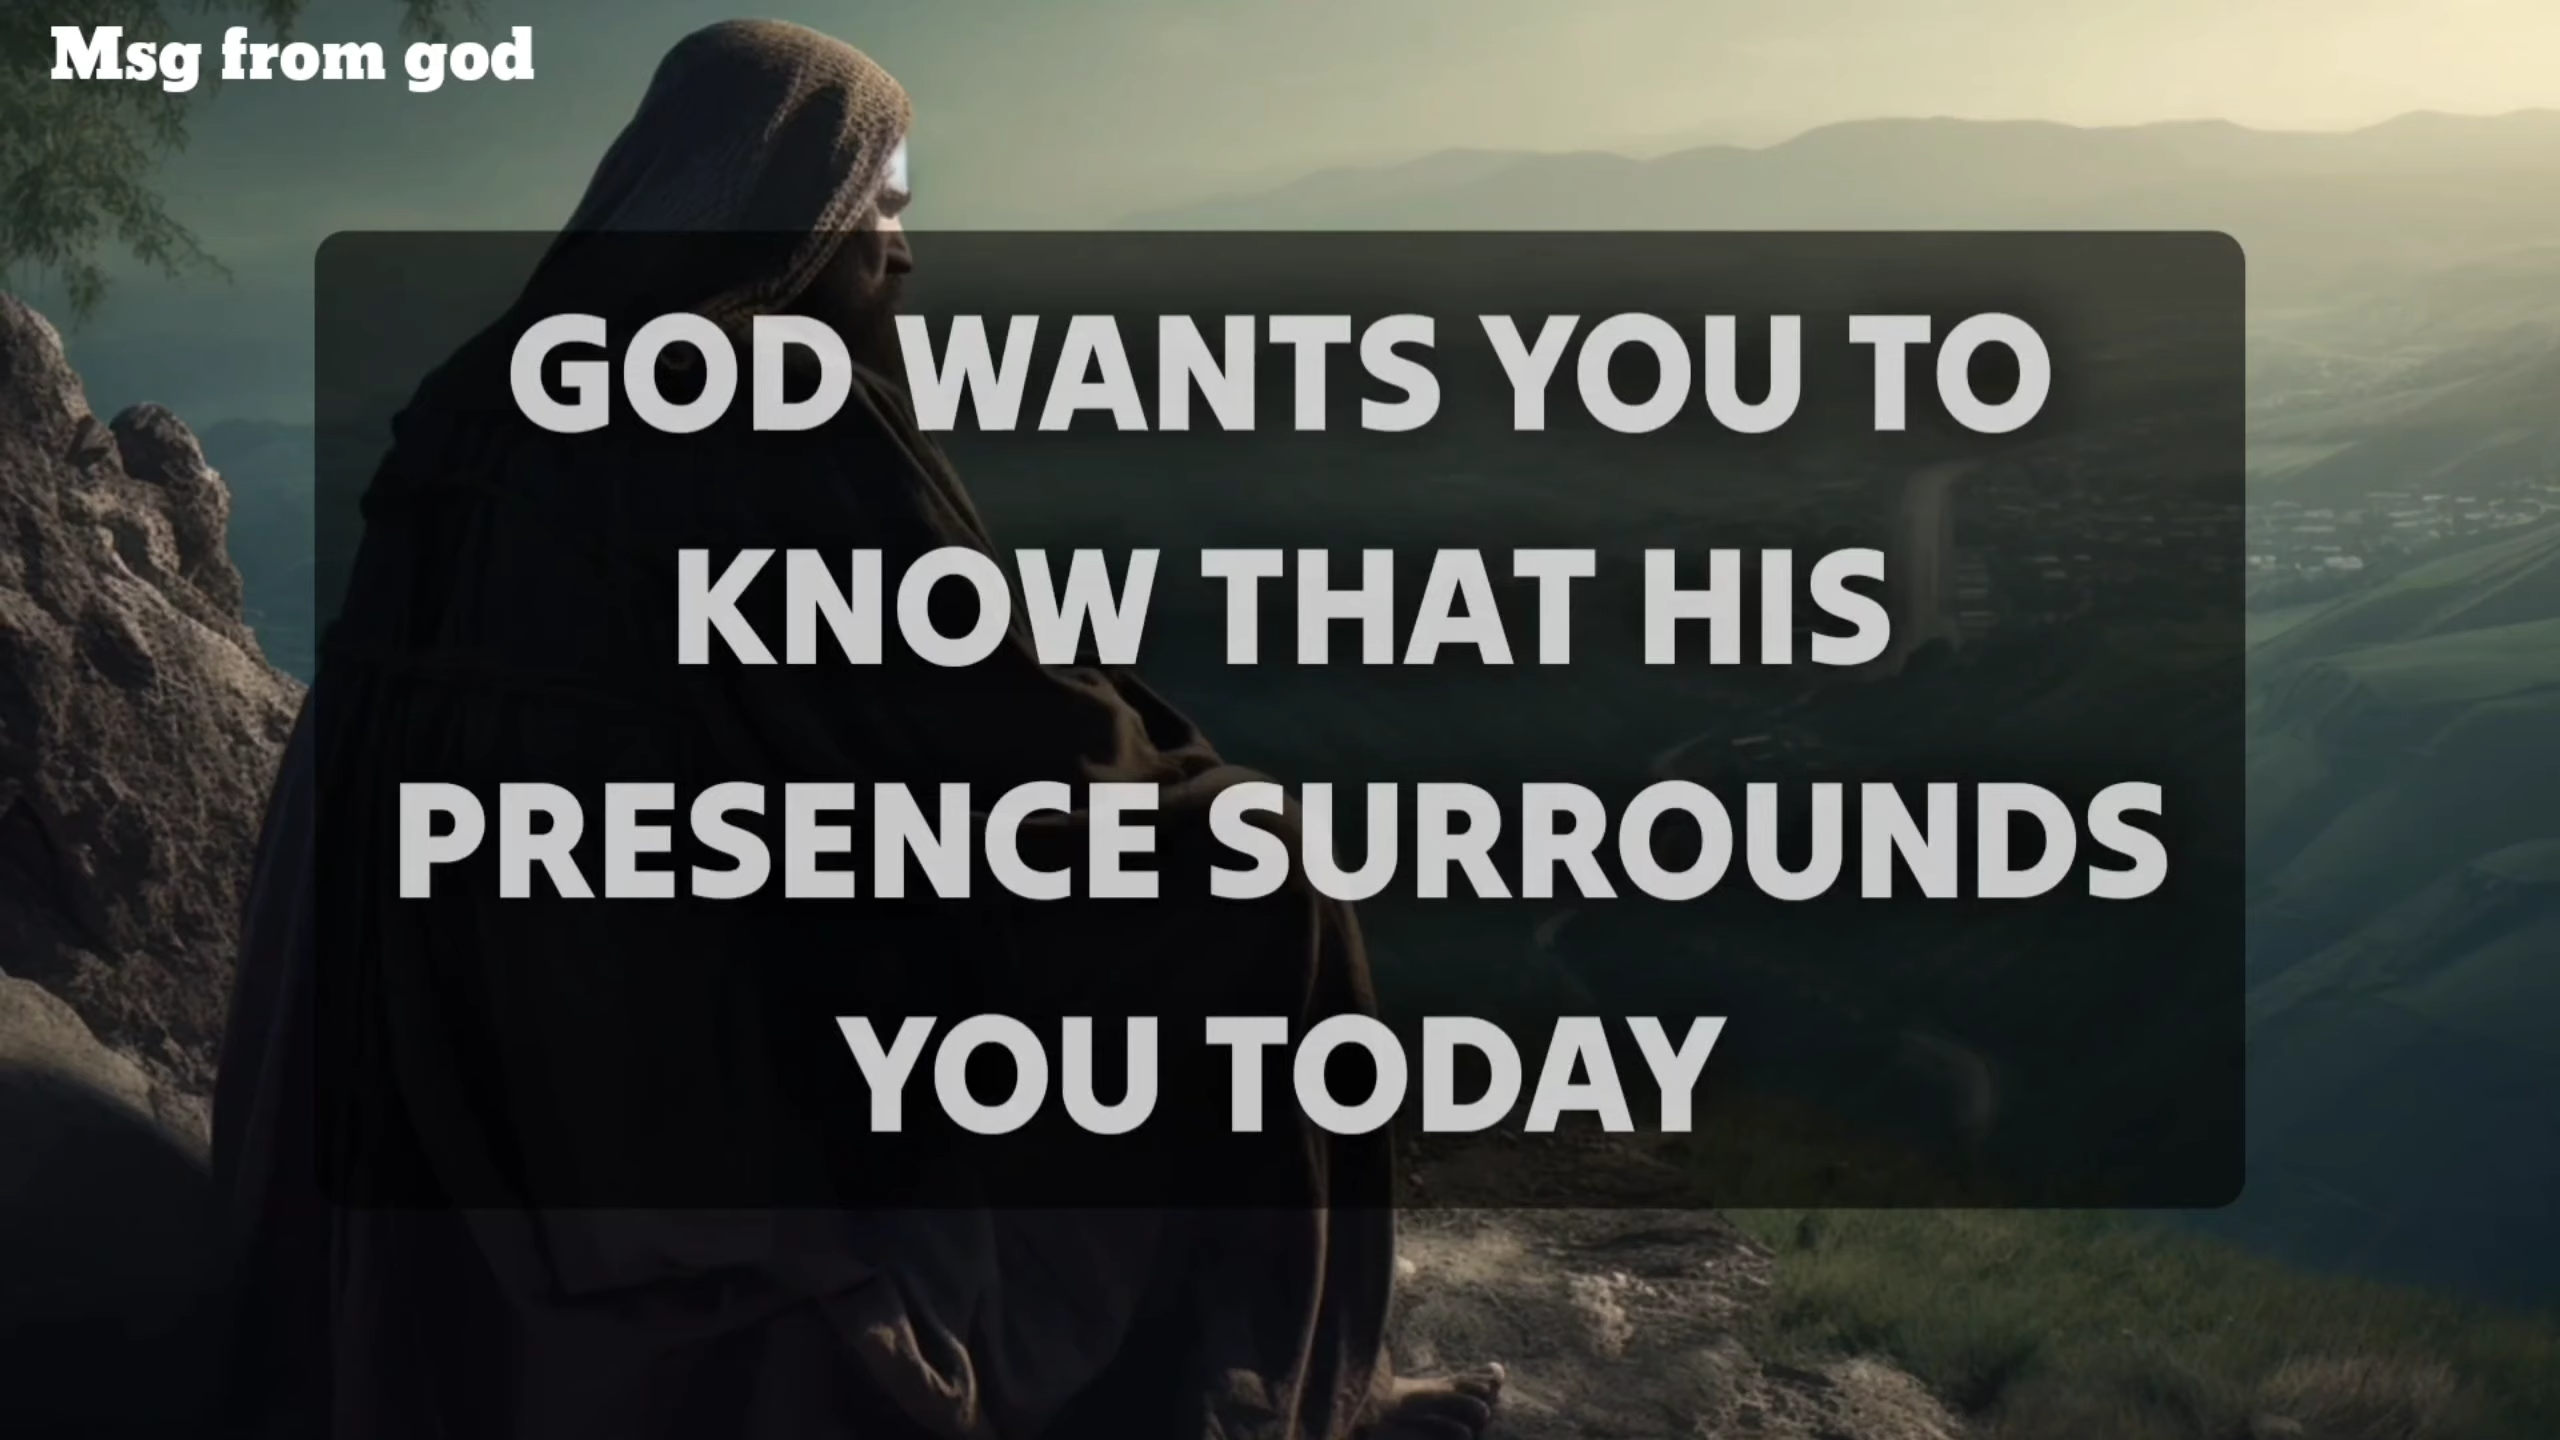 Msg from god
GOD WANTS YOU TO
KNOW THAT HIS
PRESENCE SURROUNDS
YOU TODAY